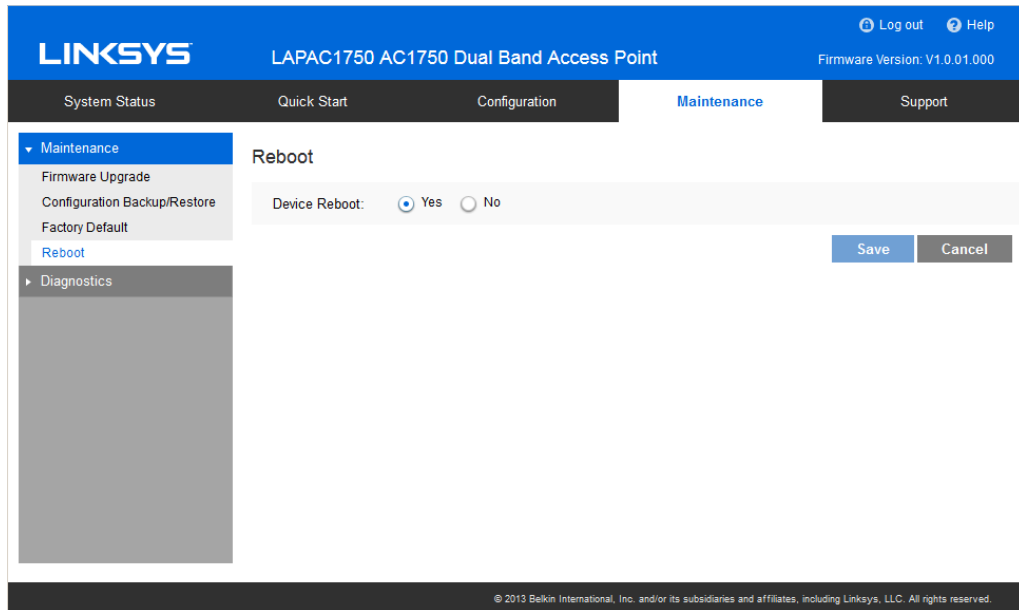 Log out Help
LINKSYS LAPAC1750 AC1750 Dual Band Access Point Firmware Version: V1.0.01.000
System Status Quick Start Configuration Maintenance Support
Maintenance
Firmware Upgrade
Configuration Backup/Restore
Factory Default
Reboot
Diagnostics
Reboot
Device Reboot: Yes No
Save Cancel
© 2013 Belkin International, Inc. and/or its subsidiaries and affiliates, including Linksys, LLC. All rights reserved.